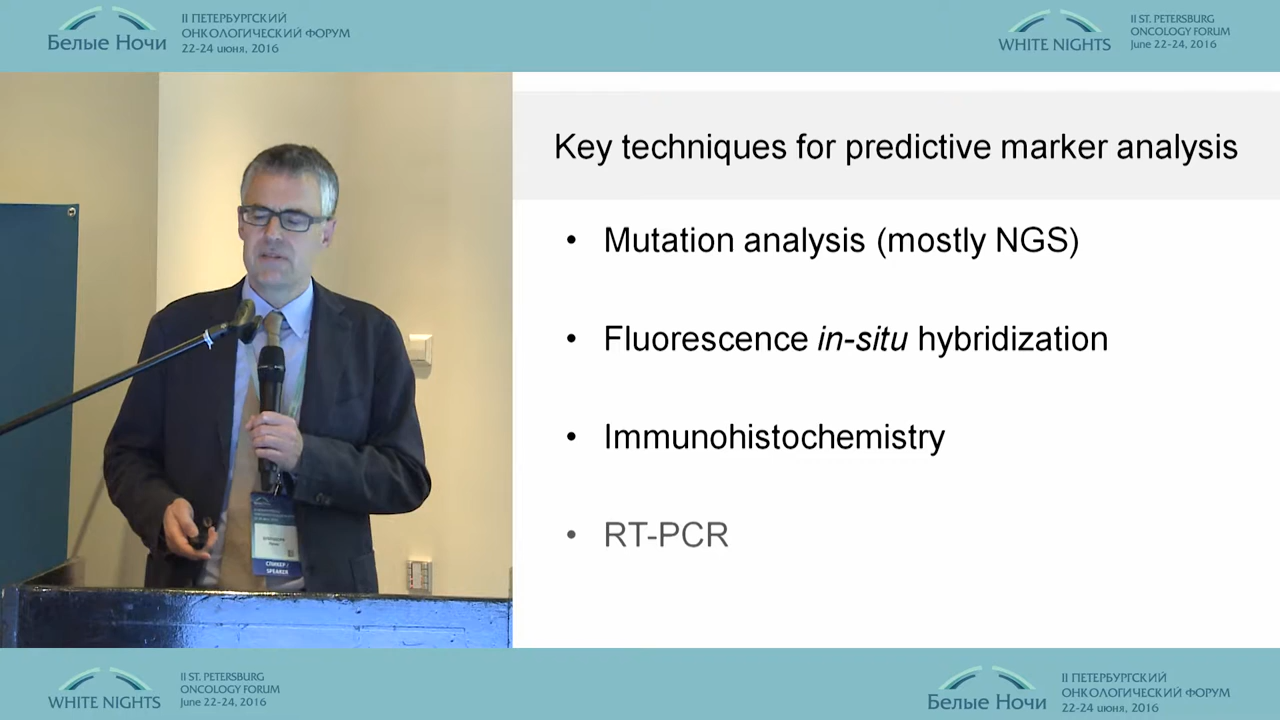 Белые Ночи
II ПЕТЕРБУРГСКИЙ
ОНКОЛОГИЧЕСКИЙ ФОРУМ
22-24 июня, 2016
WHITE NIGHTS
II ST. PETERSBURG
ONCOLOGY FORUM
June 22-24, 2016
Key techniques for predictive marker analysis
• Mutation analysis (mostly NGS)
• Fluorescence in-situ hybridization
• Immunohistochemistry
• RT-PCR
СПИКЕР /
SPEAKER
WHITE NIGHTS
II ST. PETERSBURG
ONCOLOGY FORUM
June 22-24, 2016
Белые Ночи
II ПЕТЕРБУРГСКИЙ
ОНКОЛОГИЧЕСКИЙ ФОРУМ
22-24 июня, 2016